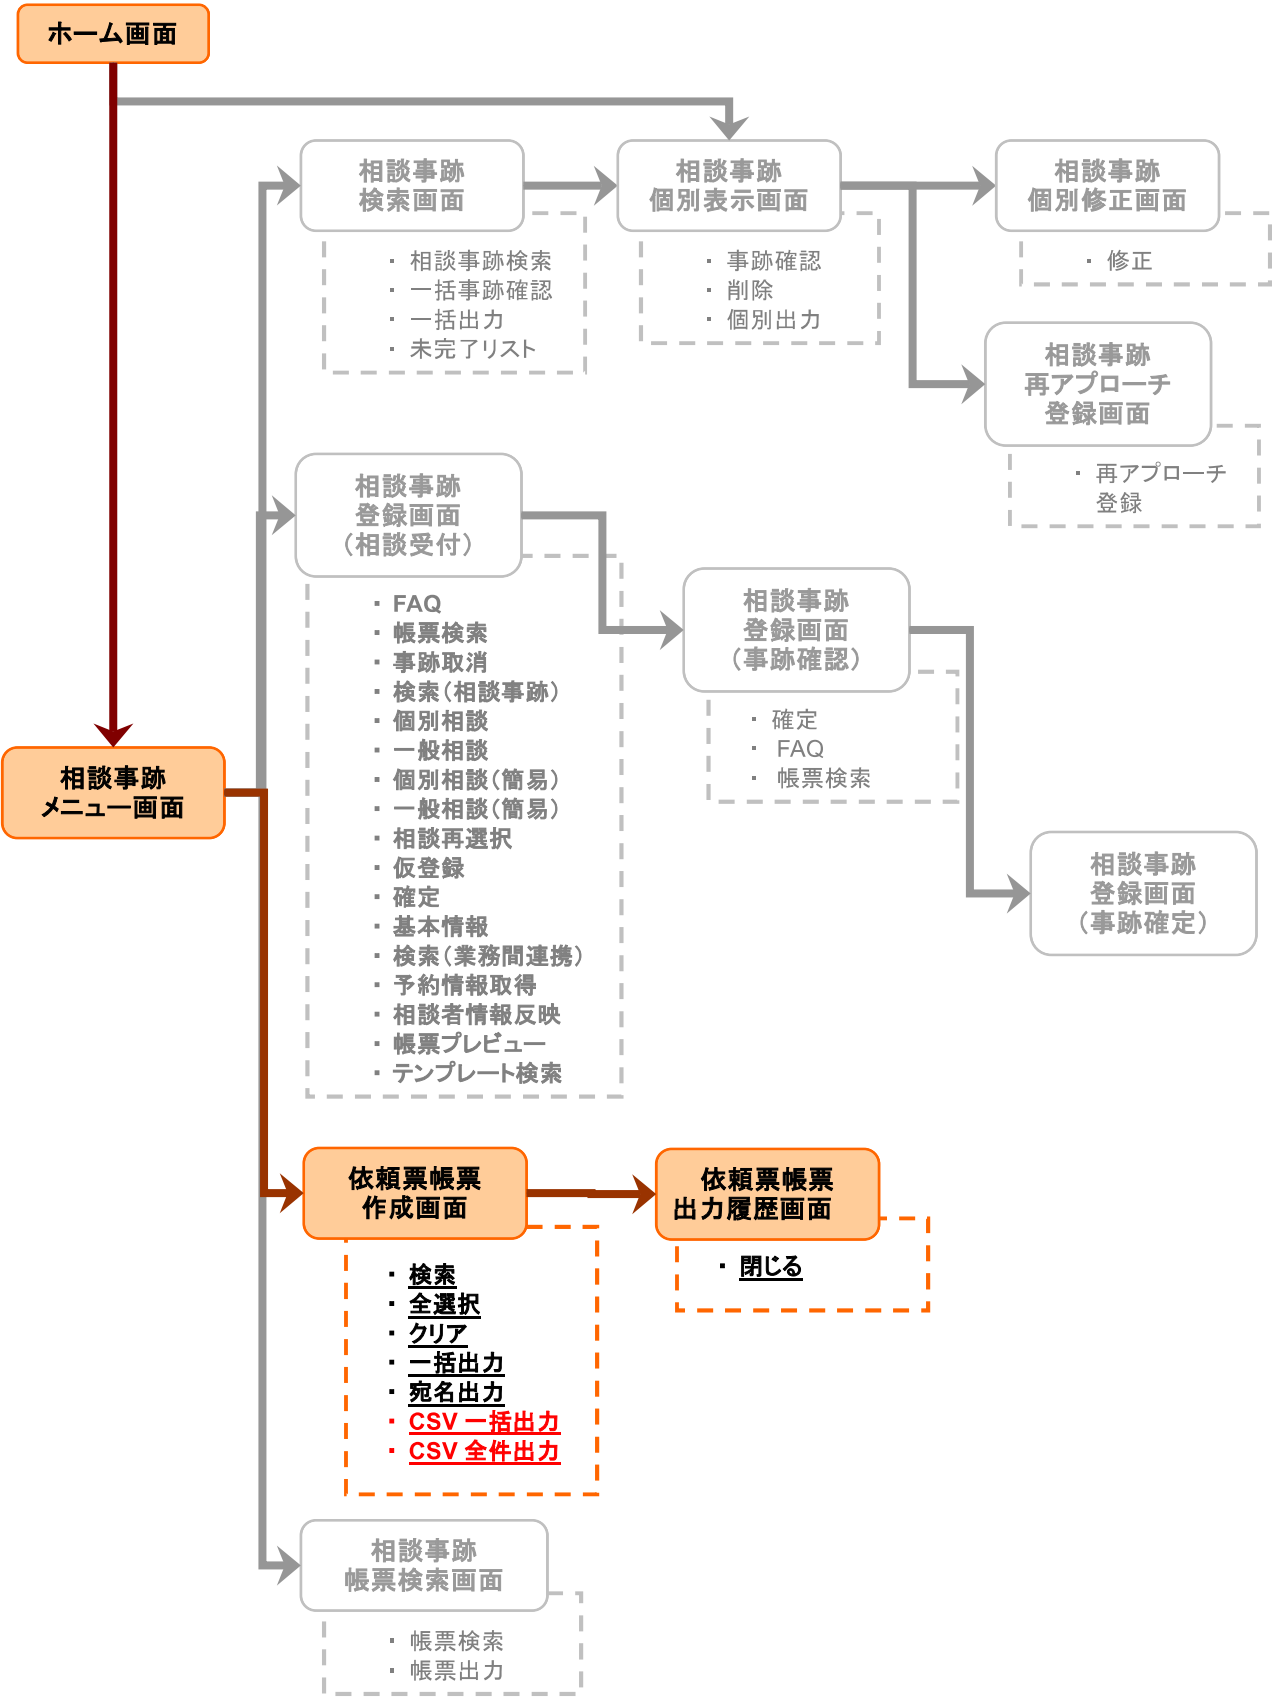 ホーム画面
相談事跡
検索画面
・ 相談事跡検索
・ 一括事跡確認
・ 一括出力
・ 未完了リスト
相談事跡
個別表示画面
・ 事跡確認
・ 削除
・ 個別出力
相談事跡
個別修正画面
・ 修正
相談事跡
再アプローチ
登録画面
・ 再アプローチ
登録
相談事跡
登録画面
（相談受付）
・ FAQ
・ 帳票検索
・ 事跡取消
・ 検索（相談事跡）
・ 個別相談
・ 一般相談
・ 個別相談（簡易）
・ 一般相談（簡易）
・ 相談再選択
・ 仮登録
・ 確定
・ 基本情報
・ 検索（業務間連携）
・ 予約情報取得
・ 相談者情報反映
・ 帳票プレビュー
・ テンプレート検索
相談事跡
登録画面
（事跡確認）
・ 確定
・ FAQ
・ 帳票検索
相談事跡
メニュー画面
相談事跡
登録画面
（事跡確定）
依頼票帳票
作成画面
・ 検索
・ 全選択
・ クリア
・ 一括出力
・ 宛名出力
・ CSV 一括出力
・ CSV 全件出力
依頼票帳票
出力履歴画面
・ 閉じる
相談事跡
帳票検索画面
・ 帳票検索
・ 帳票出力